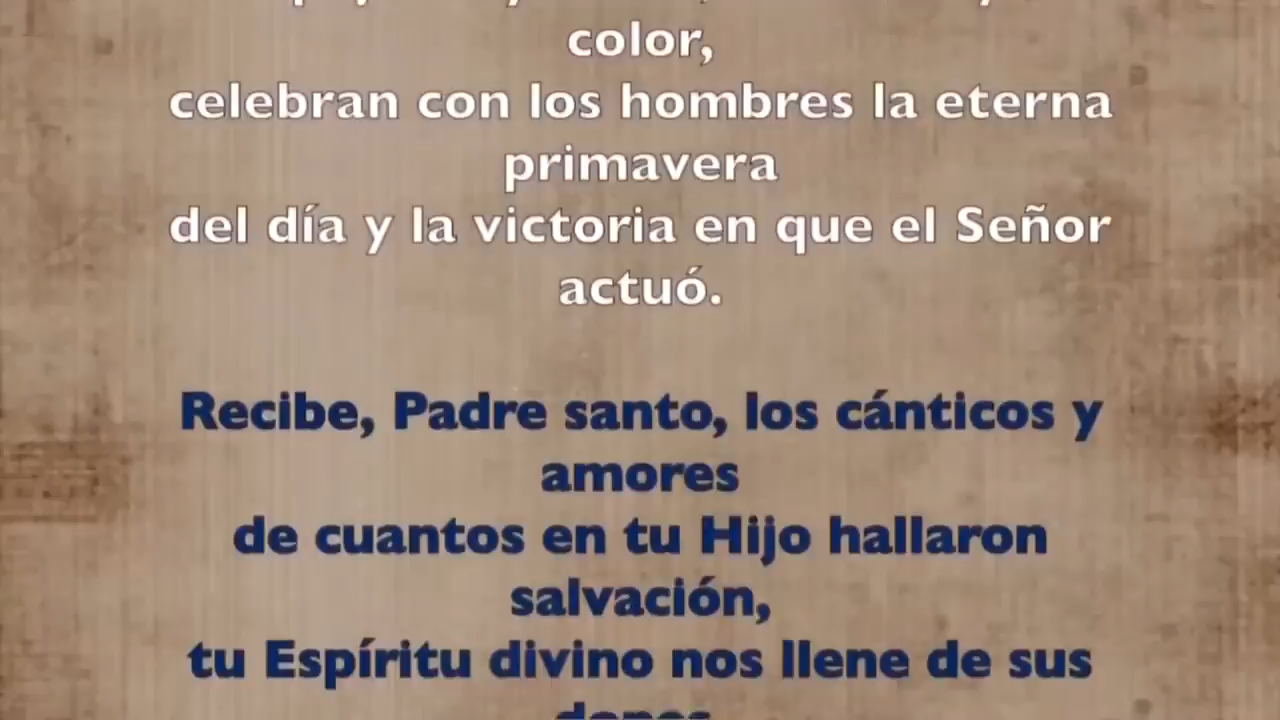 color,
celebran con los hombres la eterna
primavera
del día y la victoria en que el Señor
actuó.
Recibe, Padre santo, los cánticos y
amores
de cuantos en tu Hijo hallaron
salvación,
tu Espíritu divino nos llene de sus